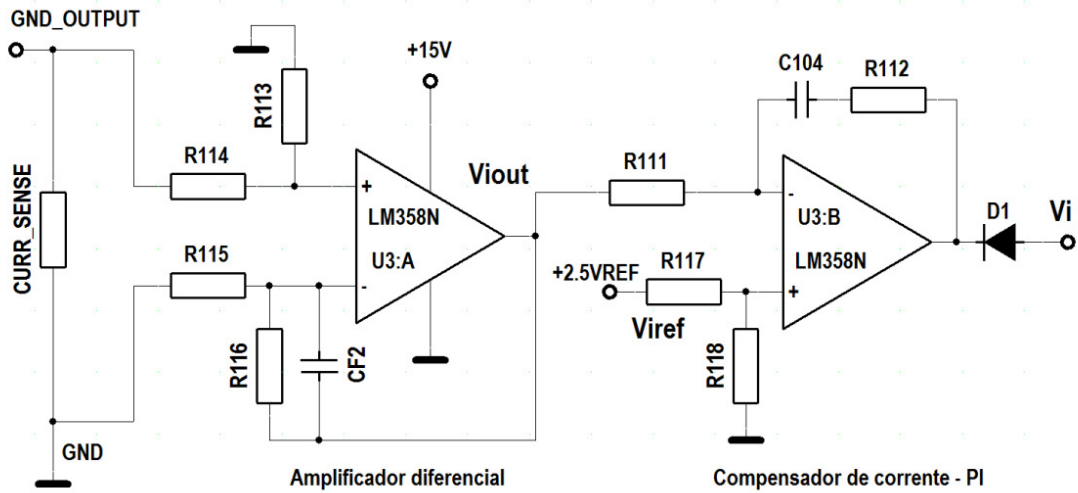 GND_OUTPUT
+15V
C104
R112
R113
R114
Viout
R111
+
LM358N
U3:A
-
-
U3:B
LM358N
+
D1
Vi
CURR_SENSE
R115
+2.5VREF
R117
Viref
R116
CF2
R118
GND
Amplificador diferencial
Compensador de corrente - PI